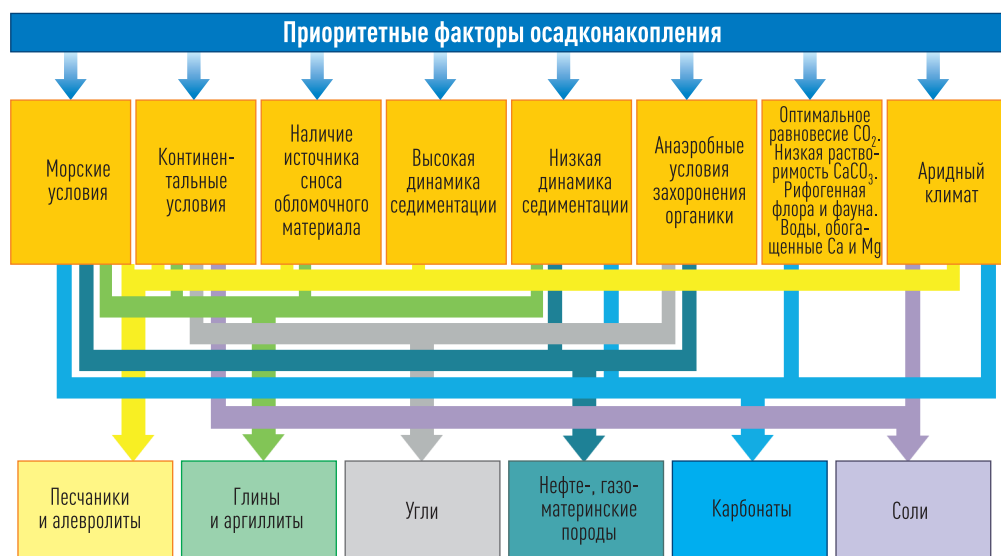 Приоритетные факторы осадконакопления
Морские
условия
Континен-
тальные
условия
Наличие
источника
сноса
обломочного
материала
Высокая
динамика
седиментации
Низкая
динамика
седиментации
Анаэробные
условия
захоронения
органики
Оптимальное
равновесие CO₂.
Низкая раство-
римость CaCO₃.
Рифогенная
флора и фауна.
Воды, обога-
щенные Ca и Mg
Аридный
климат
Песчаники
и алевролиты
Глины
и аргиллиты
Угли
Нефте-, газо-
материнские
породы
Карбонаты
Соли